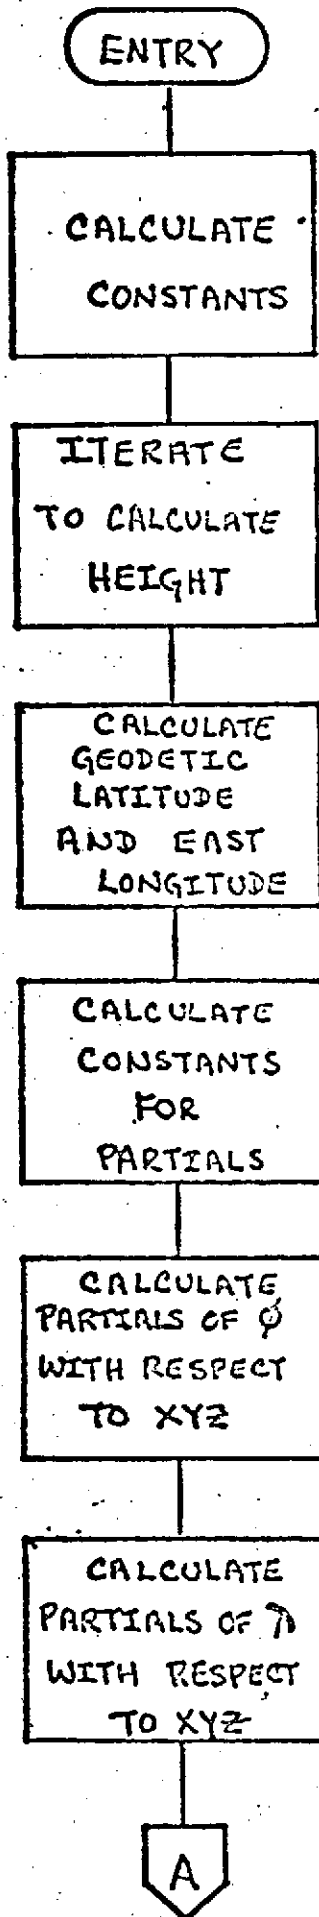 ENTRY
CALCULATE
CONSTANTS
ITERATE
TO CALCULATE
HEIGHT
CALCULATE
GEODETIC
LATITUDE
AND EAST
LONGITUDE
CALCULATE
CONSTANTS
FOR
PARTIALS
CALCULATE
PARTIALS OF φ
WITH RESPECT
TO XYZ
CALCULATE
PARTIALS OF λ
WITH RESPECT
TO XYZ
A